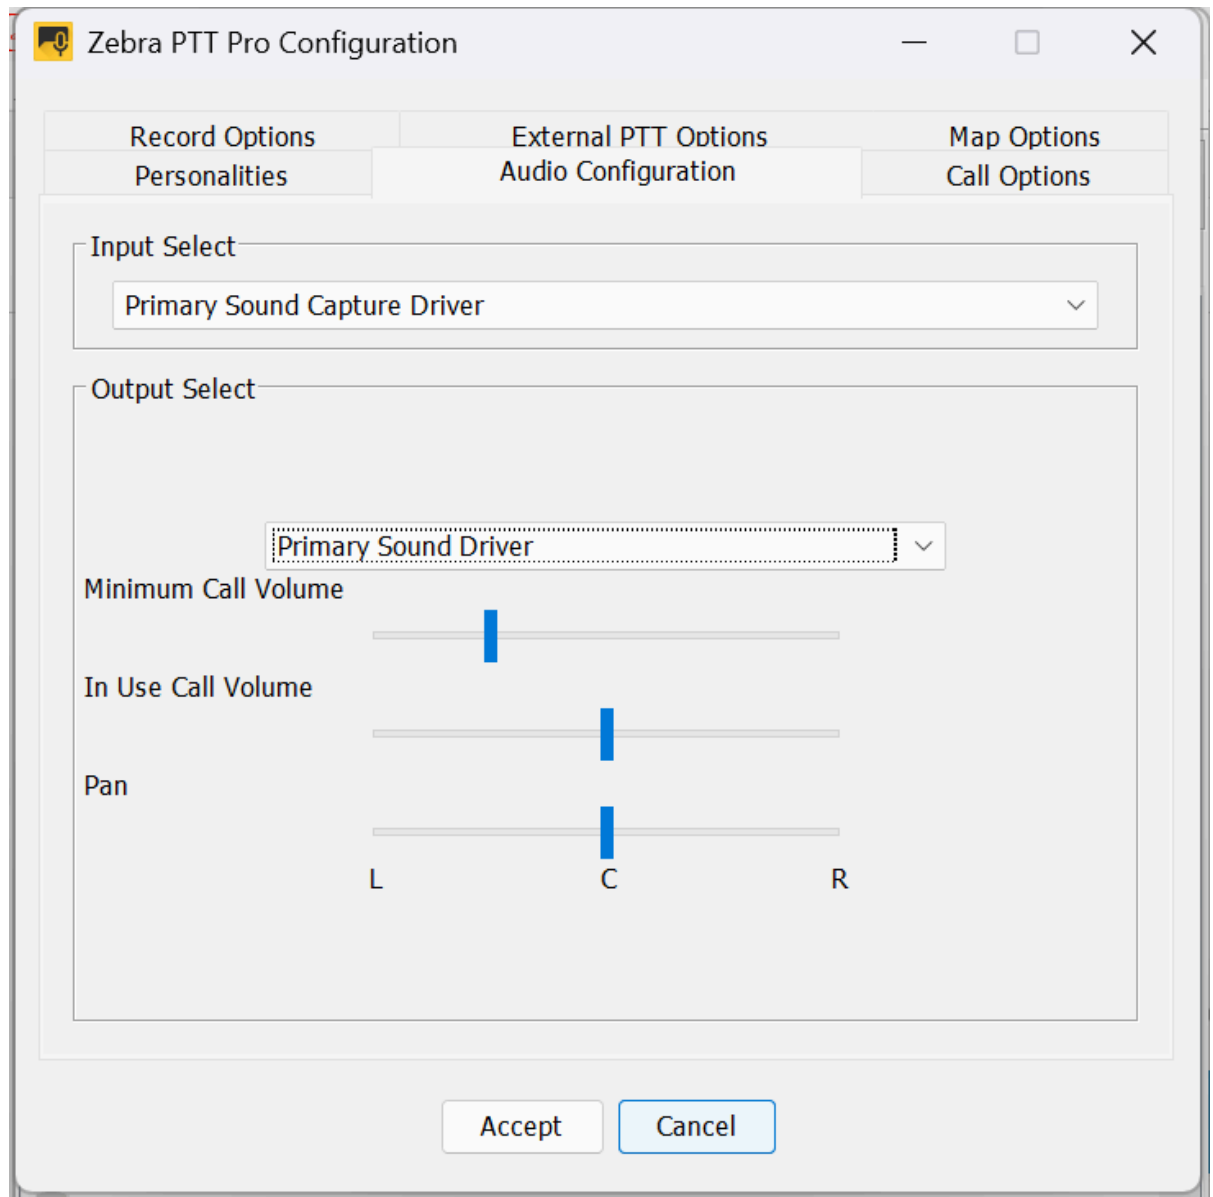 Zebra PTT Pro Configuration
Record Options External PTT Options Map Options
Personalities Audio Configuration Call Options
Input Select
Primary Sound Capture Driver
Output Select
Primary Sound Driver
Minimum Call Volume
In Use Call Volume
Pan
L C R
Accept Cancel